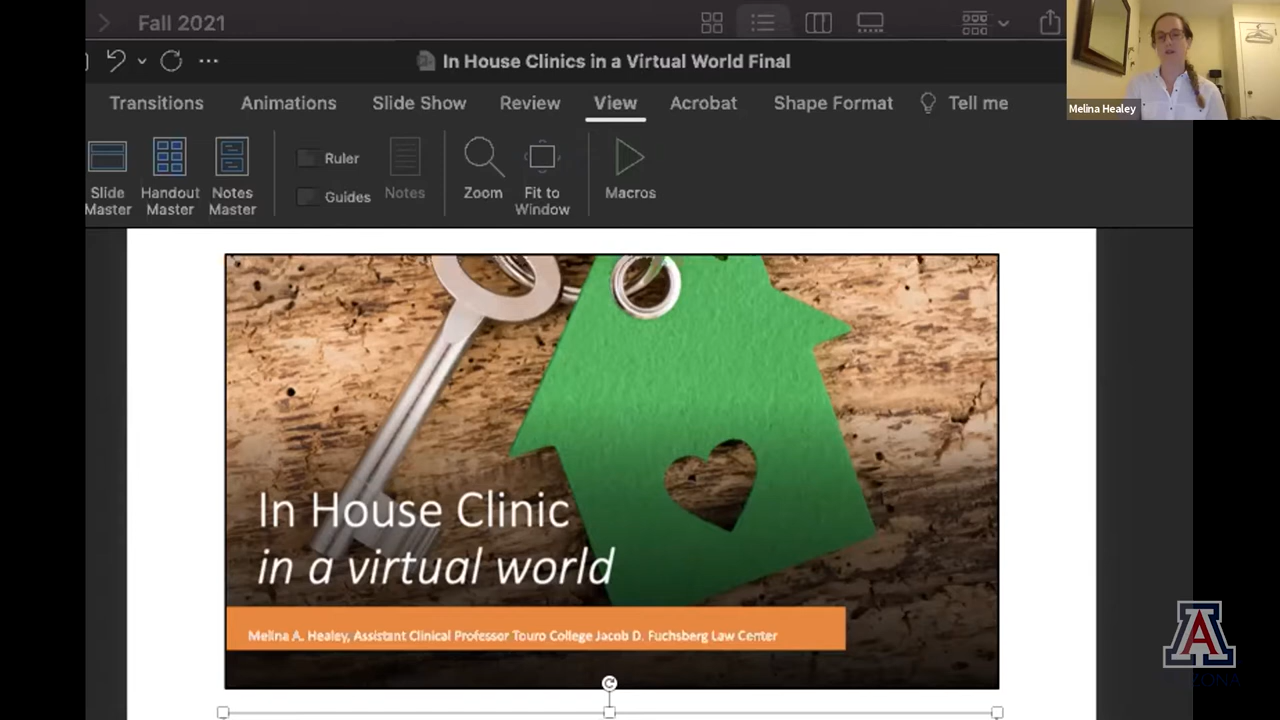 Fall 2021
In House Clinics in a Virtual World Final
Transitions Animations Slide Show Review View Acrobat Shape Format Tell me
Slide Master
Handout Master
Notes Master
Ruler
Guides
Notes
Zoom
Fit to Window
Macros
Melina Healey
In House Clinic
in a virtual world
Melina A. Healey, Assistant Clinical Professor Touro College Jacob D. Fuchsberg Law Center
A